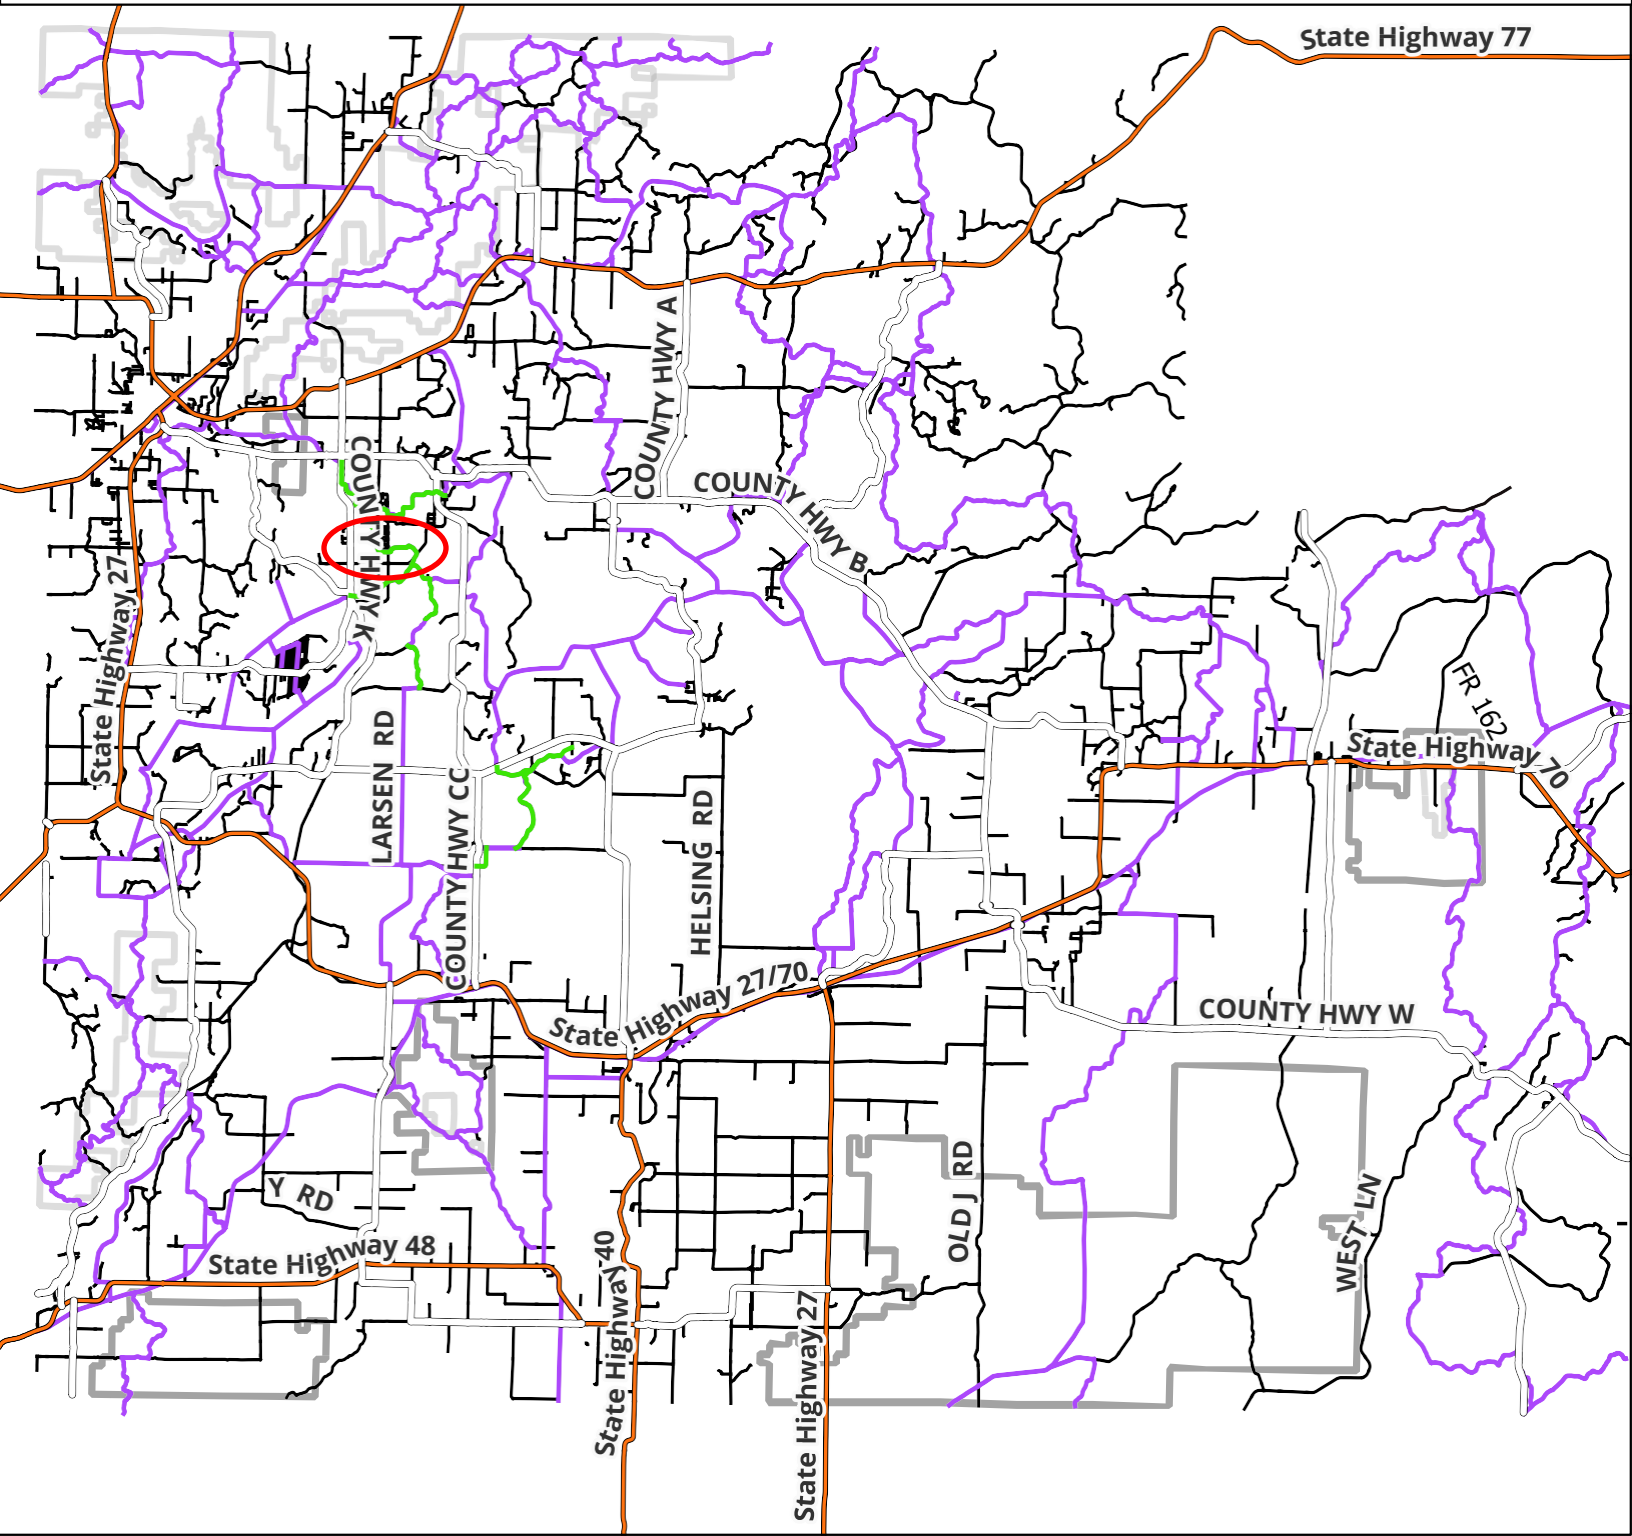 State Highway 77
COUNTY HWY A
COUNTY HWY K
COUNTY HWY B
State Highway 27
FR 162
LARSEN RD
State Highway 70
COUNTY HWY CC
HELSING RD
State Highway 27/70
COUNTY HWY W
Y RD
OLD J RD
WEST LN
State Highway 48
State Highway 40
State Highway 27